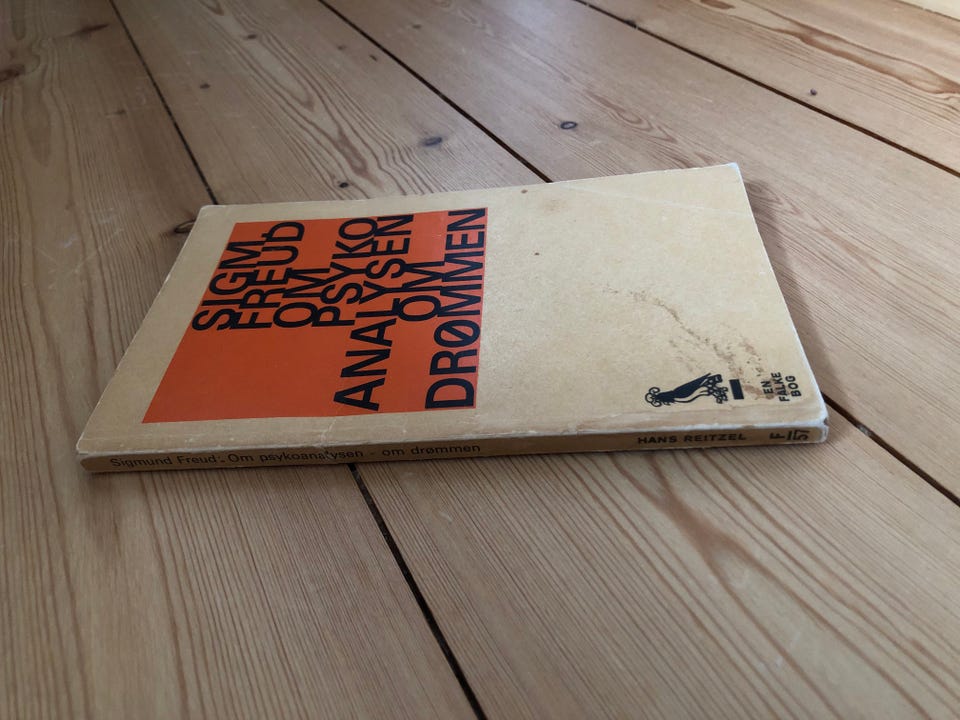 SIGM.
FREUD
OM
PSYKO
ANALYSEN
OM
DRØMMEN
EN
FALKE
BOG
Sigmund Freud: Om psykoanalysen - om drømmen
HANS REITZEL
F
57